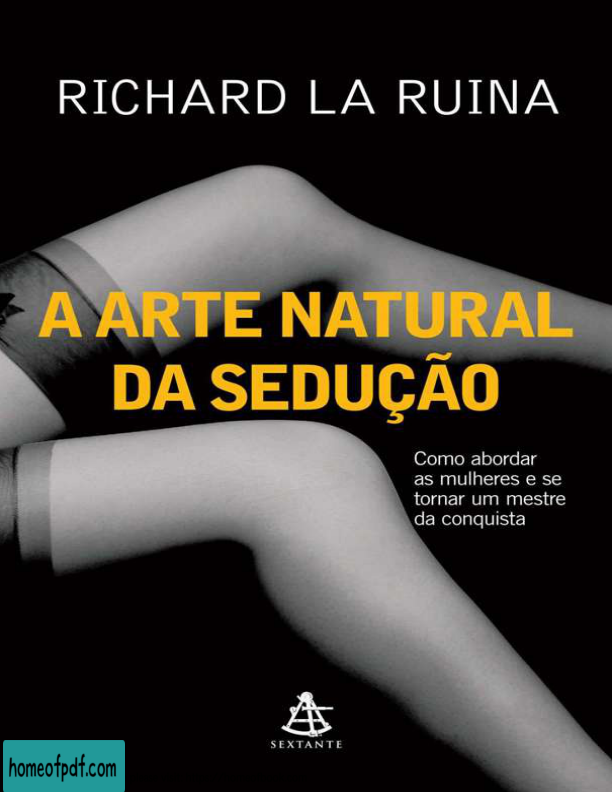 RICHARD LA RUINA
A ARTE NATURAL
DA SEDUÇÃO
Como abordar
as mulheres e se
tornar um mestre
da conquista
SEXTANTE
homeofpdf.com